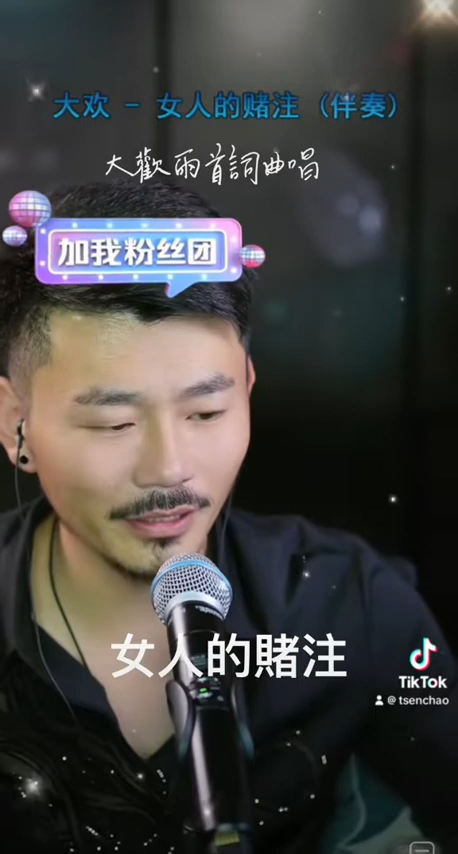 大欢 - 女人的赌注 (伴奏)
大歡兩首詞曲唱
加我粉丝团
女人的賭注
TikTok
@tsenchao